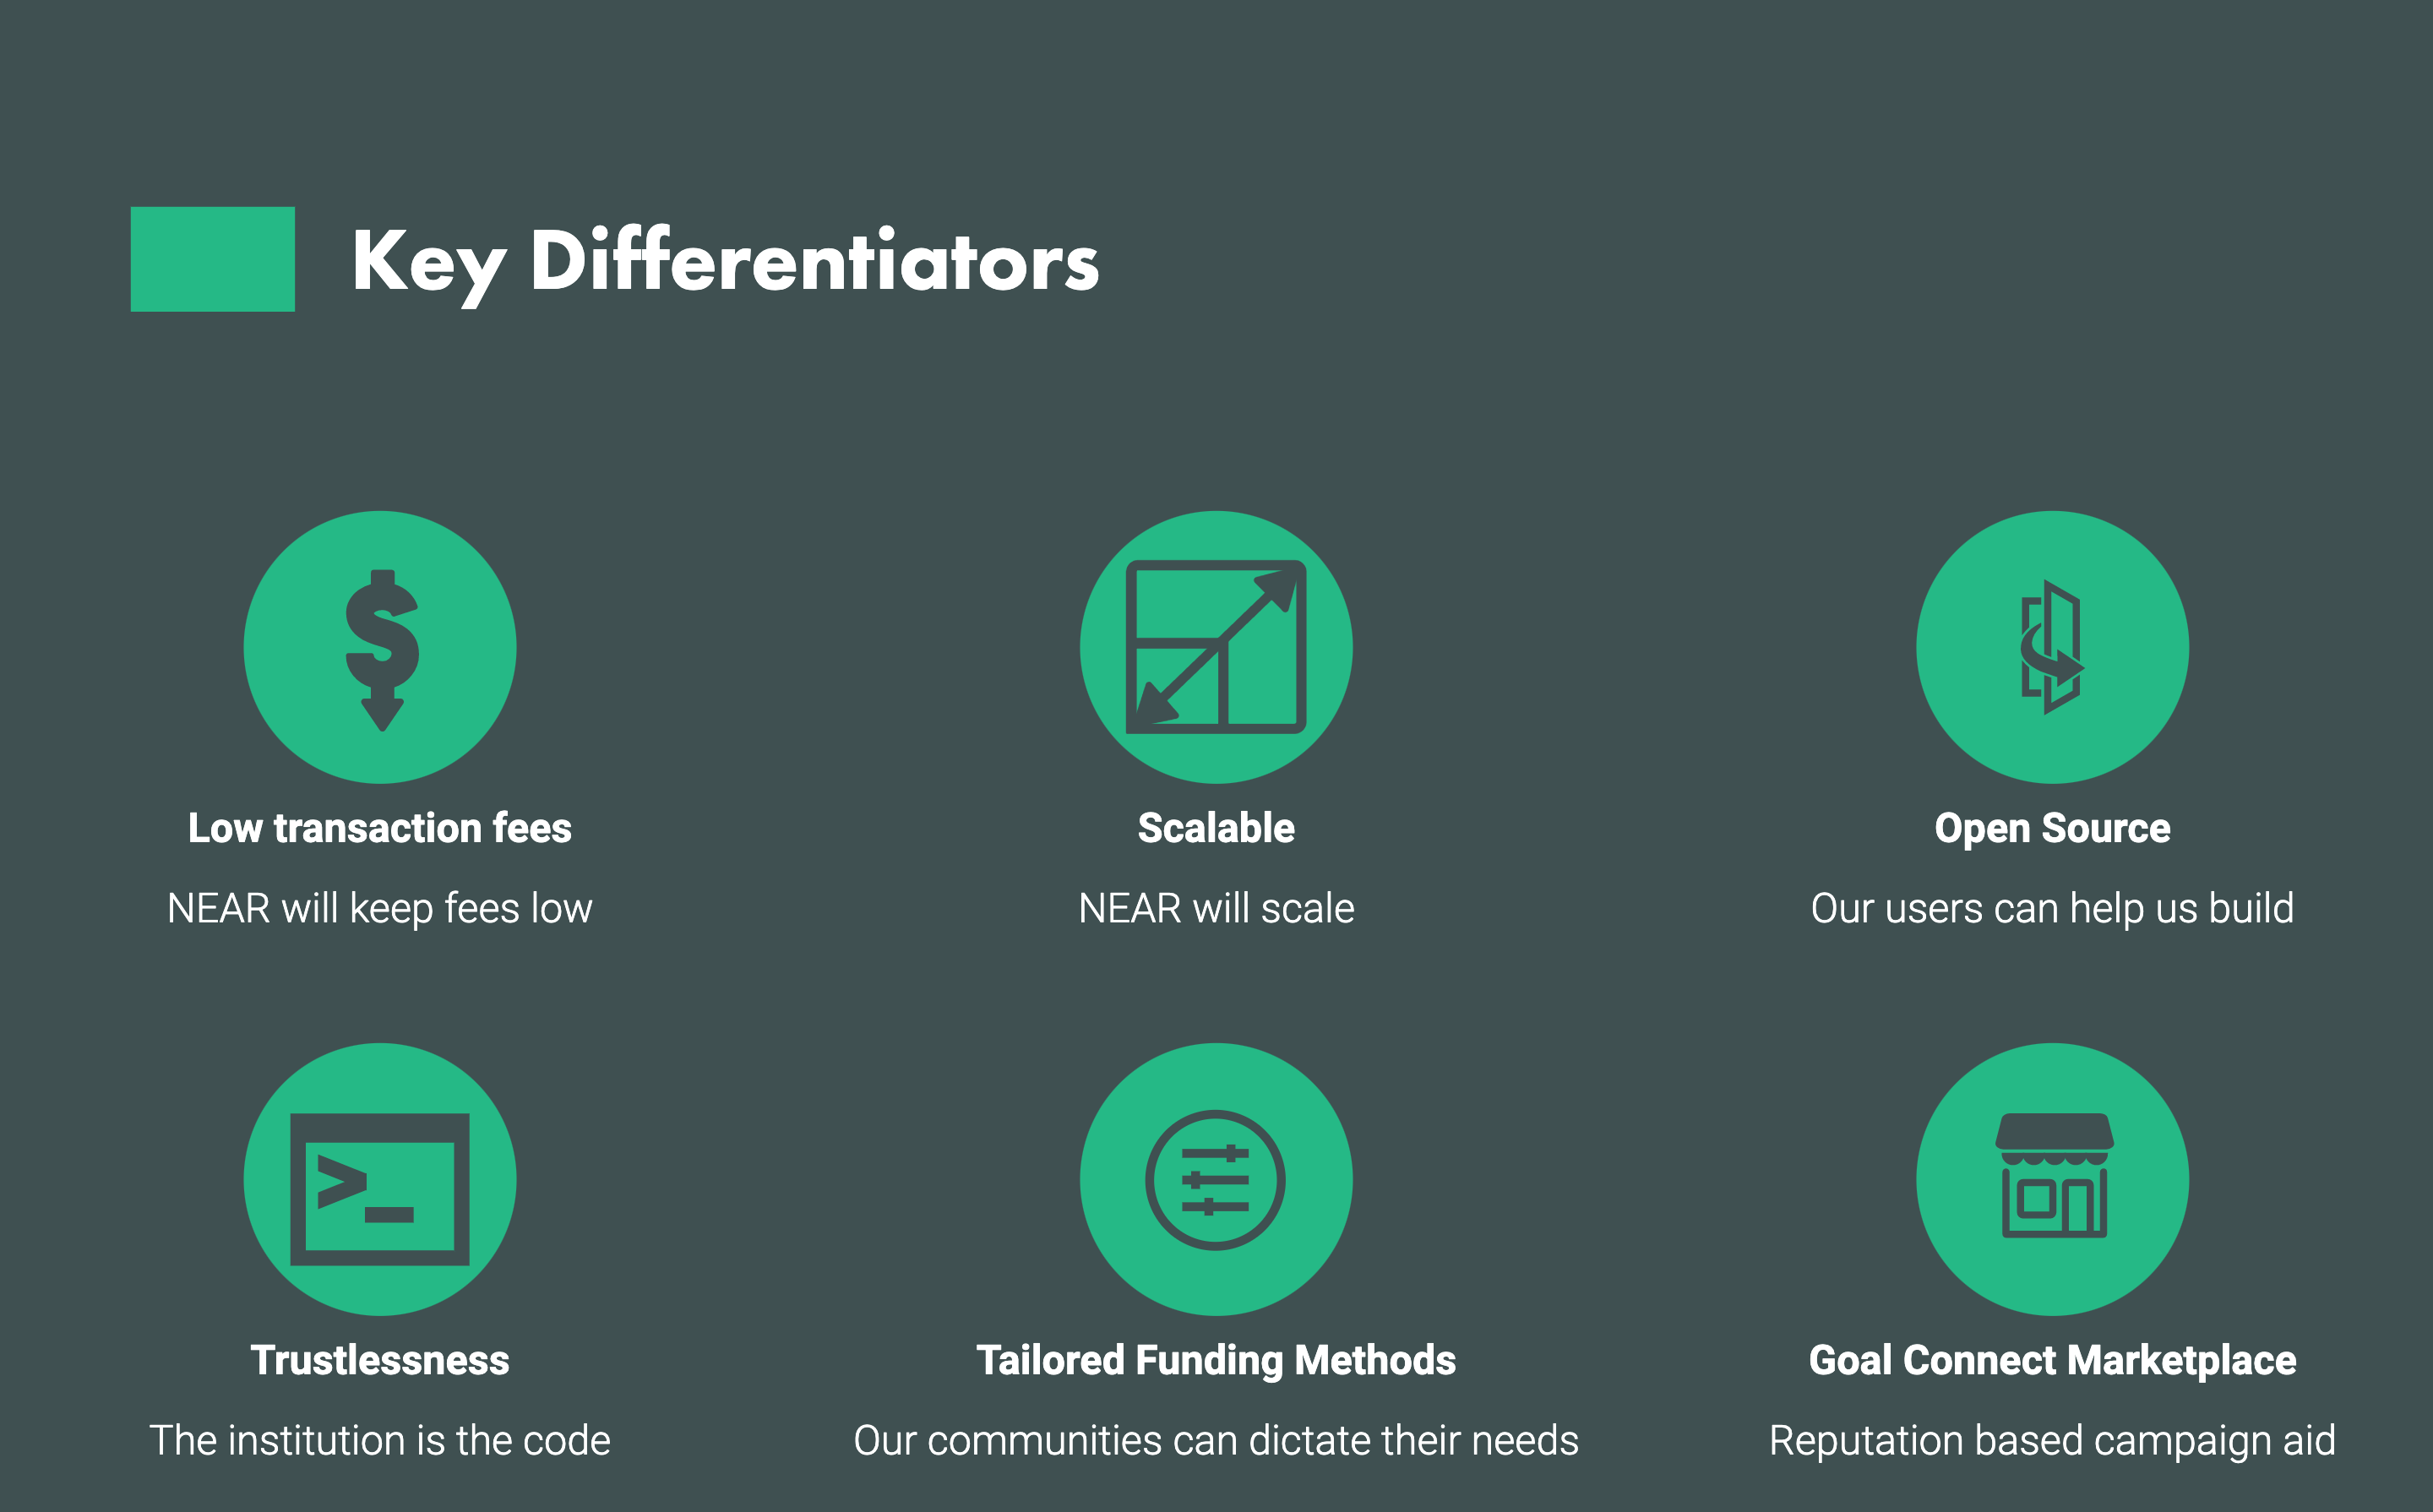 Key Differentiators
Low transaction fees
NEAR will keep fees low
Scalable
NEAR will scale
Open Source
Our users can help us build
Trustlessness
The institution is the code
Tailored Funding Methods
Our communities can dictate their needs
Goal Connect Marketplace
Reputation based campaign aid